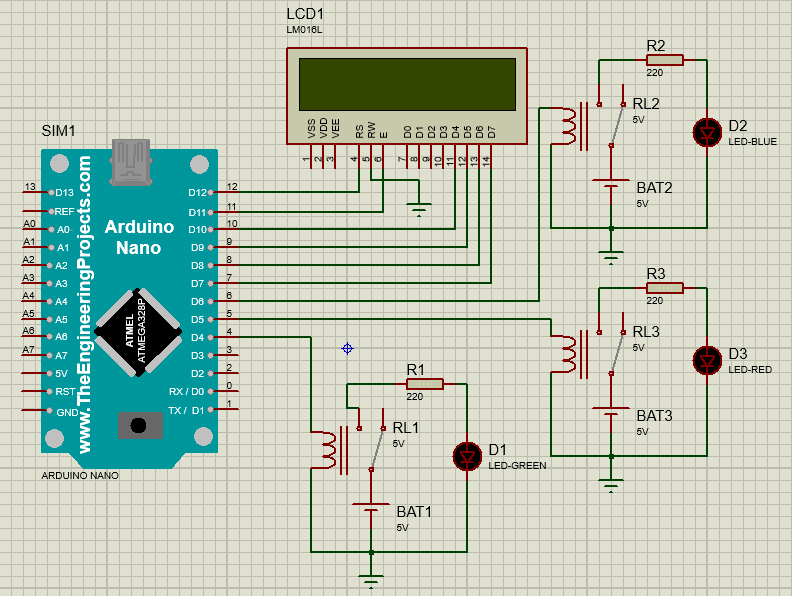 LCD1
LM016L
VSS
VDD
VEE
RS
RW
E
D0
D1
D2
D3
D4
D5
D6
D7
1
2
3
4
5
6
7
8
9
10
11
12
13
14
SIM1
www.TheEngineeringProjects.com
Arduino
Nano
ATMEL
ATMEGA328P
13
D13
REF
A0
A0
A1
A1
A2
A2
A3
A3
A4
A4
A5
A5
A6
A6
A7
A7
5V
RST
GND
D12
12
D11
11
D10
10
D9
9
D8
8
D7
7
D6
6
D5
5
D4
4
D3
3
D2
2
RX / D0
0
TX / D1
1
ARDUINO NANO
R2
220
RL2
5V
D2
LED-BLUE
BAT2
5V
R3
220
RL3
5V
D3
LED-RED
BAT3
5V
R1
220
RL1
5V
D1
LED-GREEN
BAT1
5V